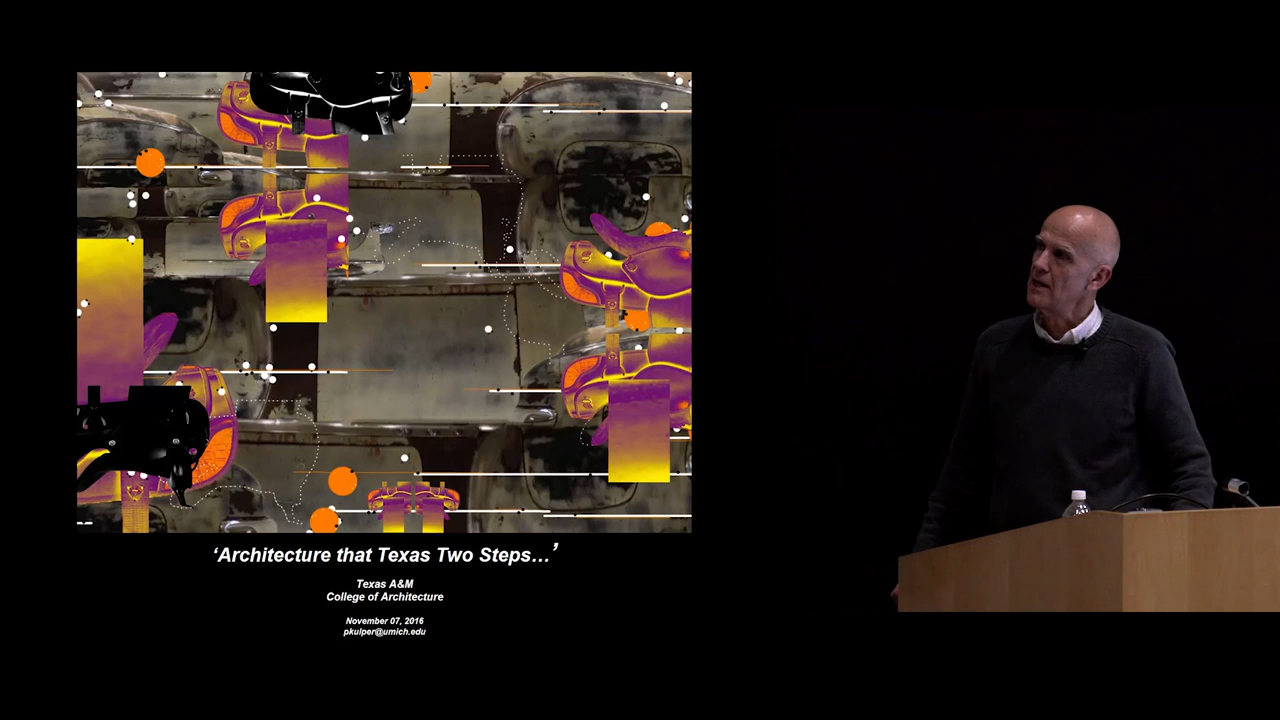 ‘Architecture that Texas Two Steps...’
Texas A&M
College of Architecture
November 07, 2016
pkulper@umich.edu